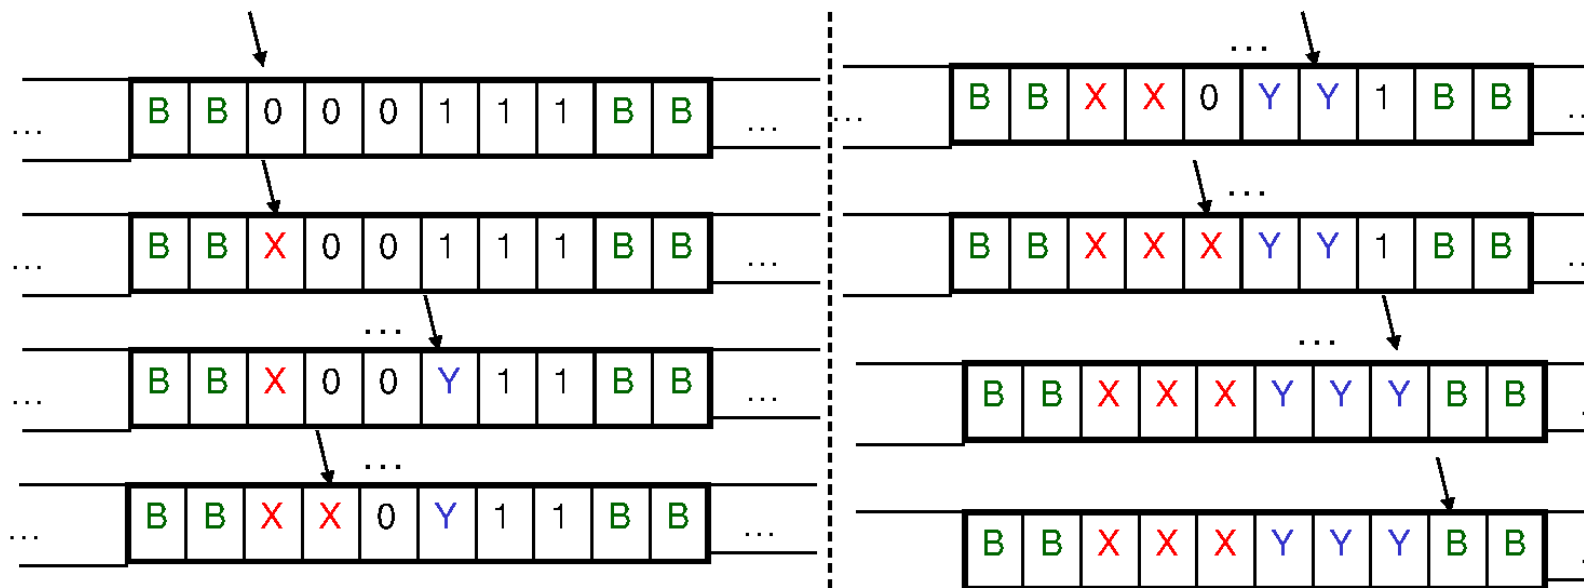 ... B B 0 0 0 1 1 1 B B ...
... B B X 0 0 1 1 1 B B ...
...
... B B X 0 0 Y 1 1 B B ...
...
... B B X X 0 Y 1 1 B B ...
...
... B B X X 0 Y Y 1 B B ...
...
B B X X X Y Y 1 B B ...
...
B B X X X Y Y Y B B
B B X X X Y Y Y B B